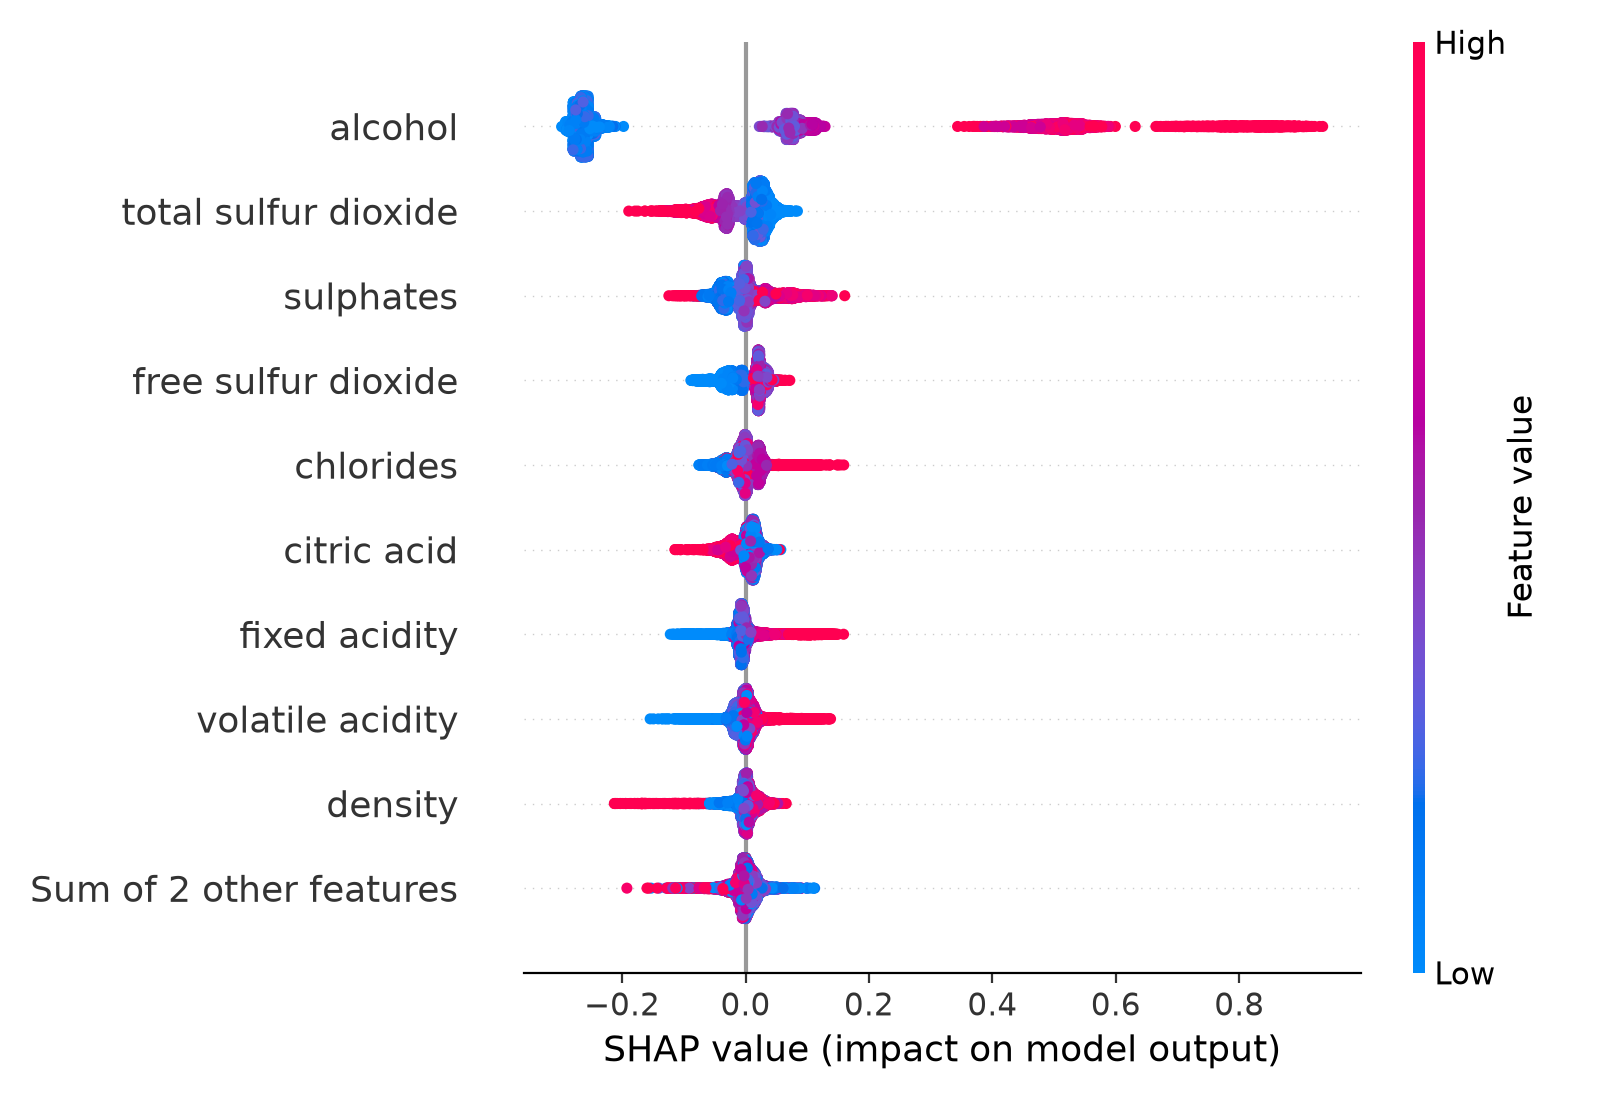 High
alcohol
total sulfur dioxide
sulphates
free sulfur dioxide
chlorides
citric acid
fixed acidity
volatile acidity
density
Sum of 2 other features
Feature value
Low
−0.2 0.0 0.2 0.4 0.6 0.8
SHAP value (impact on model output)